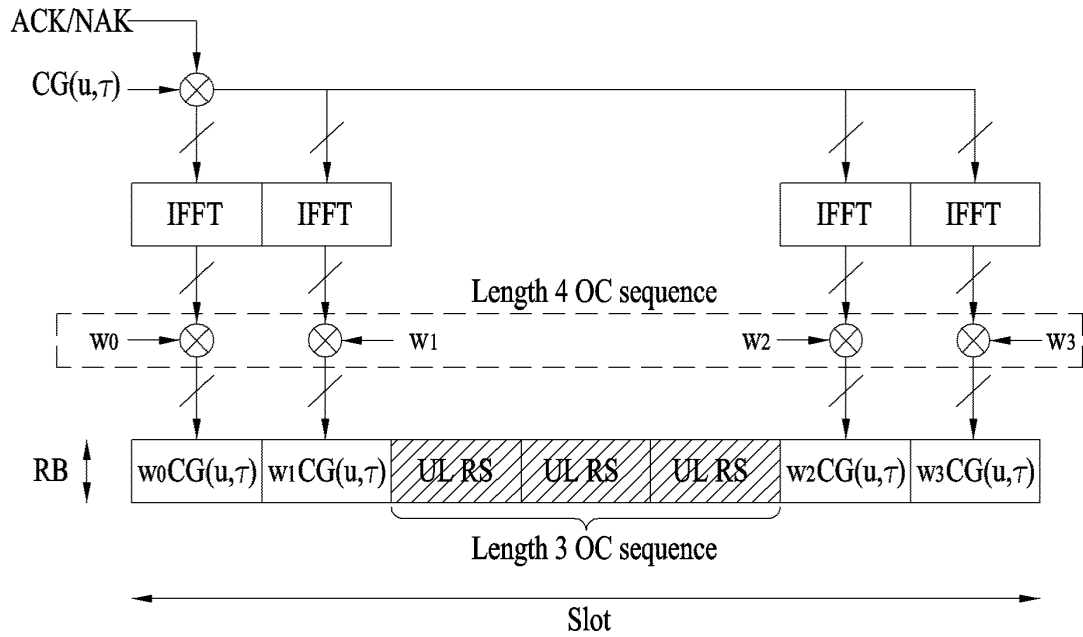 ACK/NAK
CG(u,τ)
IFFT IFFT IFFT IFFT
Length 4 OC sequence
w0 w1 w2 w3
RB w0CG(u,τ) w1CG(u,τ) UL RS UL RS UL RS w2CG(u,τ) w3CG(u,τ)
Length 3 OC sequence
Slot